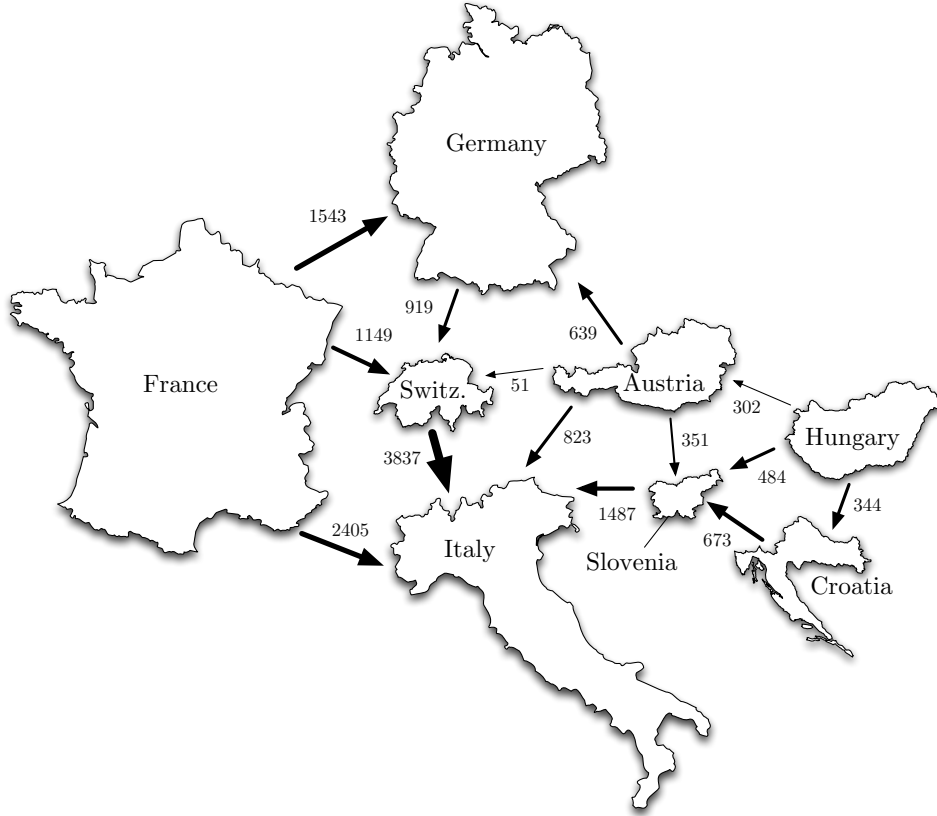 Germany
1543
919
639
1149
France
Switz.
51
Austria
302
Hungary
823
351
3837
484
1487
344
2405
673
Italy
Slovenia
Croatia